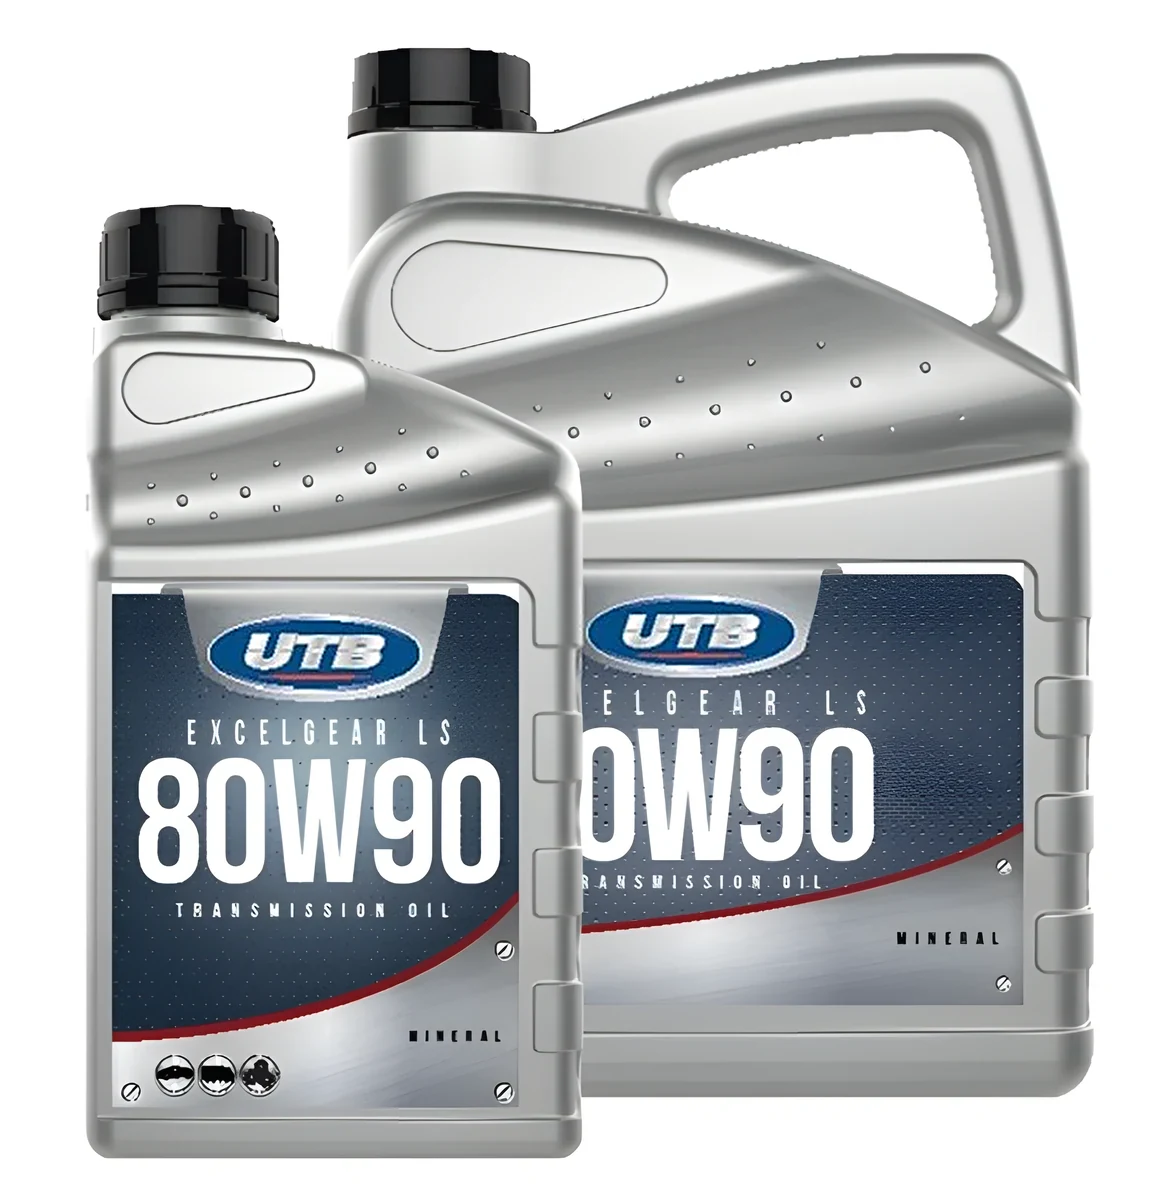 UTB
EXCELGEAR LS
80W90
TRANSMISSION OIL
MINERAL
UTB
ELGEAR LS
0W90
RANSMISSION OIL
MINERAL